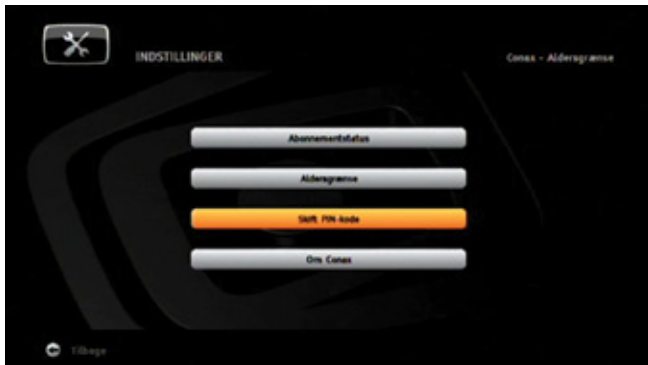 INDSTILLINGER
Conax - Aldersgrænse
Abonnementstatus
Aldersgrænse
Skift PIN-kode
Om Conax
Tilbage